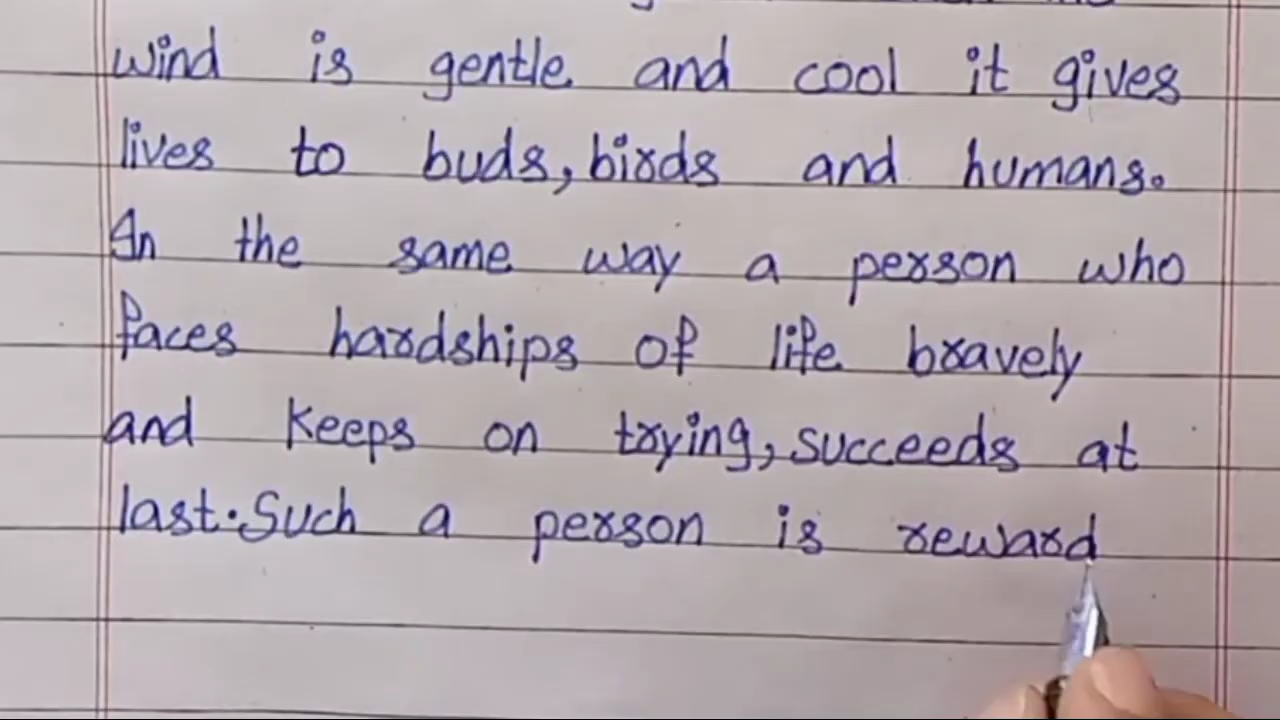 wind is gentle and cool it gives
lives to buds, birds and humans.
In the same way a person who
faces hardships of life bravely
and keeps on trying, succeeds at
last. Such a person is reward